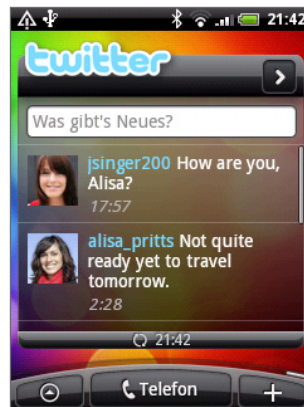 21:42
twitter
Was gibt's Neues?
jsinger200 How are you,
Alisa?
17:57
alisa_pritts Not quite
ready yet to travel
tomorrow.
2:28
21:42
Telefon